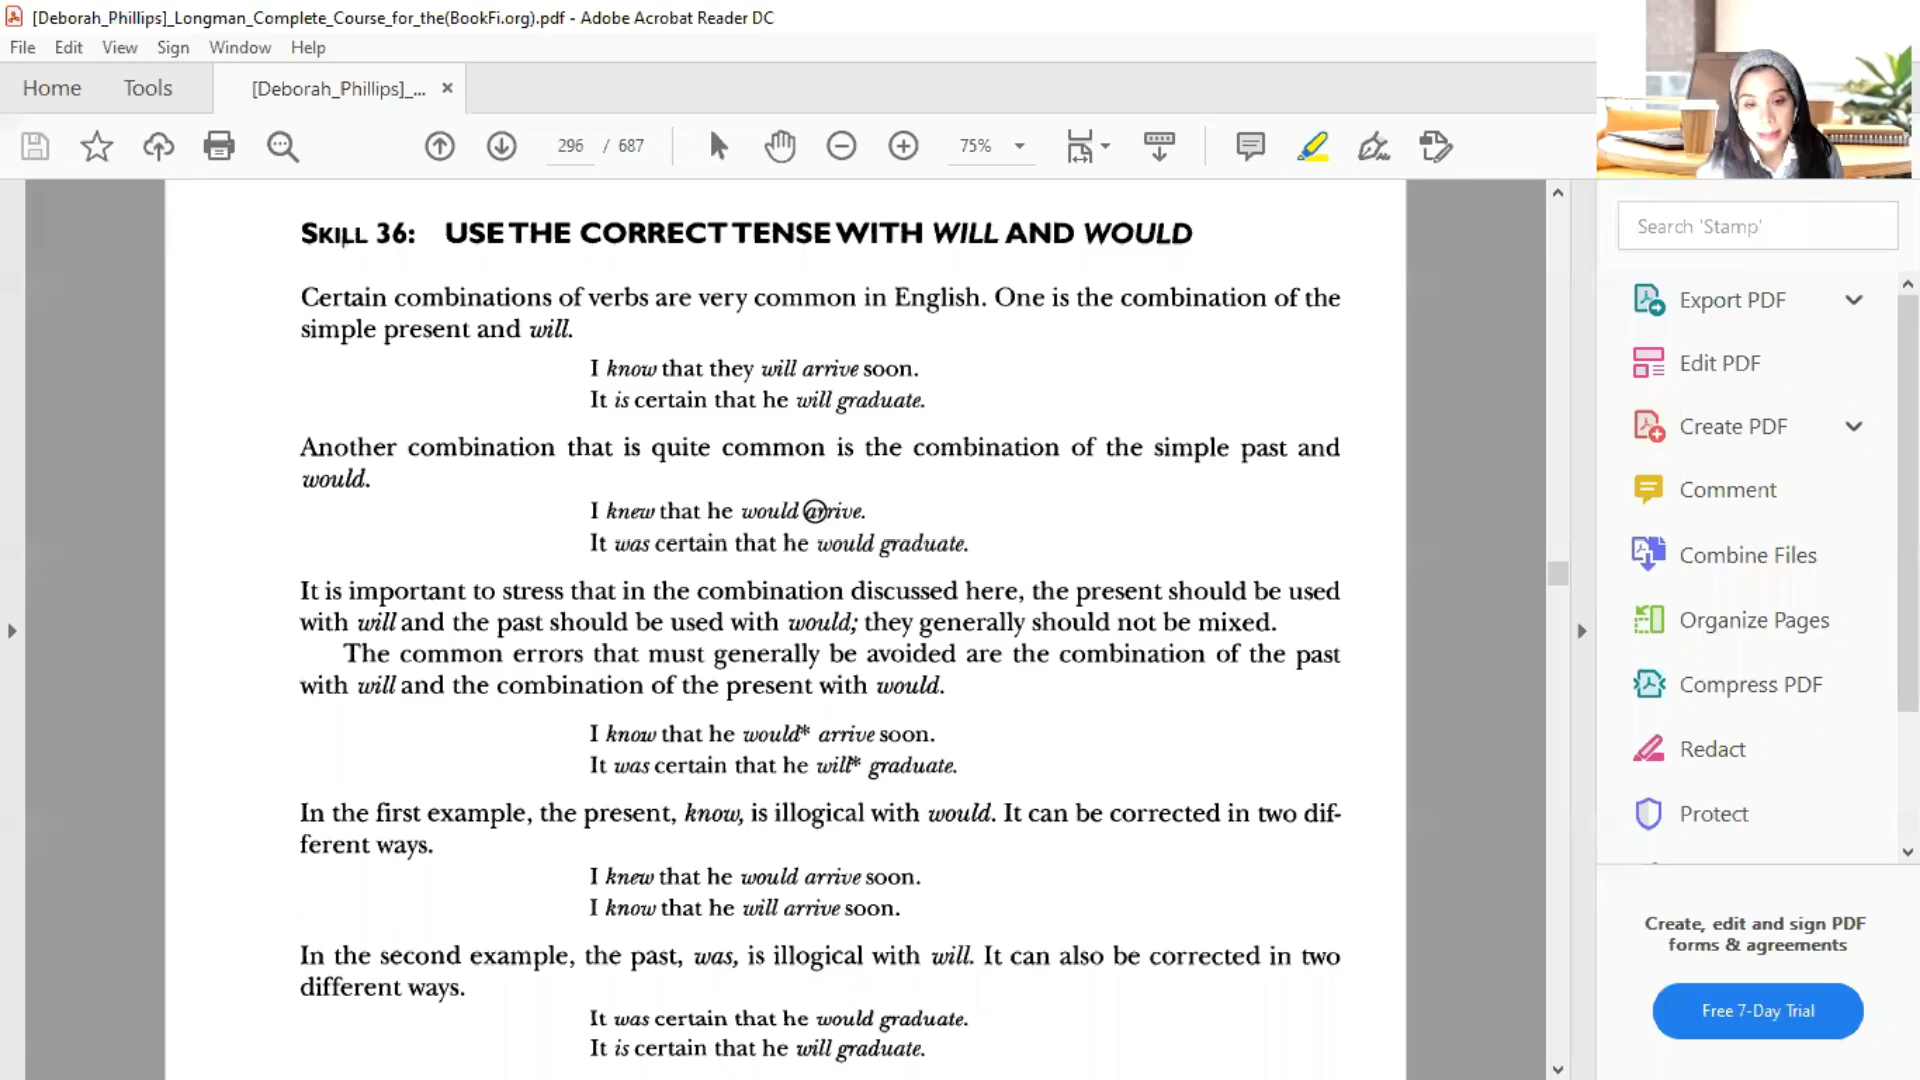 [Deborah_Phillips]_Longman_Complete_Course_for_the(BookFi.org).pdf - Adobe Acrobat Reader DC
File Edit View Sign Window Help
Home Tools [Deborah_Phillips]_... ×
296 / 687 75%
SKILL 36: USE THE CORRECT TENSE WITH WILL AND WOULD
Certain combinations of verbs are very common in English. One is the combination of the
simple present and will.
I know that they will arrive soon.
It is certain that he will graduate.
Another combination that is quite common is the combination of the simple past and
would.
I knew that he would arrive.
It was certain that he would graduate.
It is important to stress that in the combination discussed here, the present should be used
with will and the past should be used with would; they generally should not be mixed.
The common errors that must generally be avoided are the combination of the past
with will and the combination of the present with would.
I know that he would* arrive soon.
It was certain that he will* graduate.
In the first example, the present, know, is illogical with would. It can be corrected in two dif-
ferent ways.
I knew that he would arrive soon.
I know that he will arrive soon.
In the second example, the past, was, is illogical with will. It can also be corrected in two
different ways.
It was certain that he would graduate.
It is certain that he will graduate.
Search 'Stamp'
Export PDF
Edit PDF
Create PDF
Comment
Combine Files
Organize Pages
Compress PDF
Redact
Protect
Create, edit and sign PDF
forms & agreements
Free 7-Day Trial